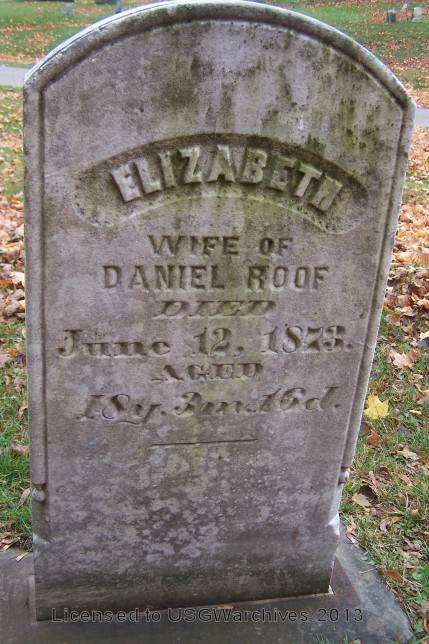 ELIZABETH
WIFE OF
DANIEL ROOF
DIED
June 12, 1873.
AGED
18y. 3m. 16d.
Licensed to USGWarchives 2013